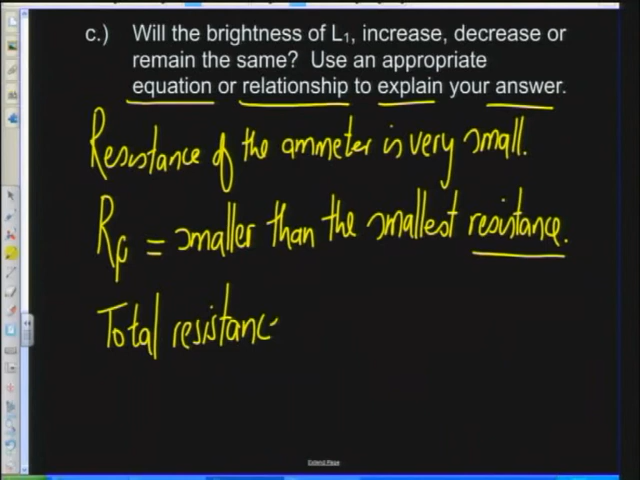 c.) Will the brightness of L₁, increase, decrease or
remain the same? Use an appropriate
equation or relationship to explain your answer.
Resistance of the ammeter is very small.
Rp = smaller than the smallest resistance.
Total resistanc
Extend Page